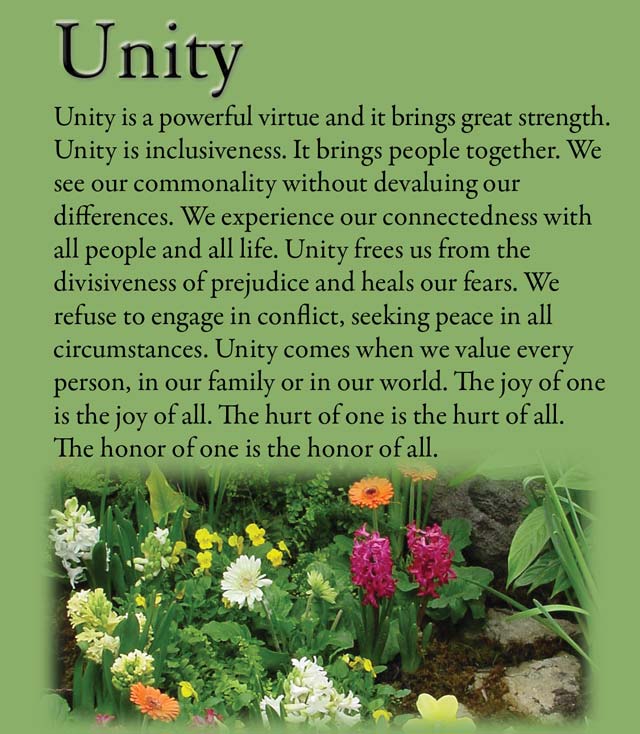 Unity
Unity is a powerful virtue and it brings great strength.
Unity is inclusiveness. It brings people together. We
see our commonality without devaluing our
differences. We experience our connectedness with
all people and all life. Unity frees us from the
divisiveness of prejudice and heals our fears. We
refuse to engage in conflict, seeking peace in all
circumstances. Unity comes when we value every
person, in our family or in our world. The joy of one
is the joy of all. The hurt of one is the hurt of all.
The honor of one is the honor of all.